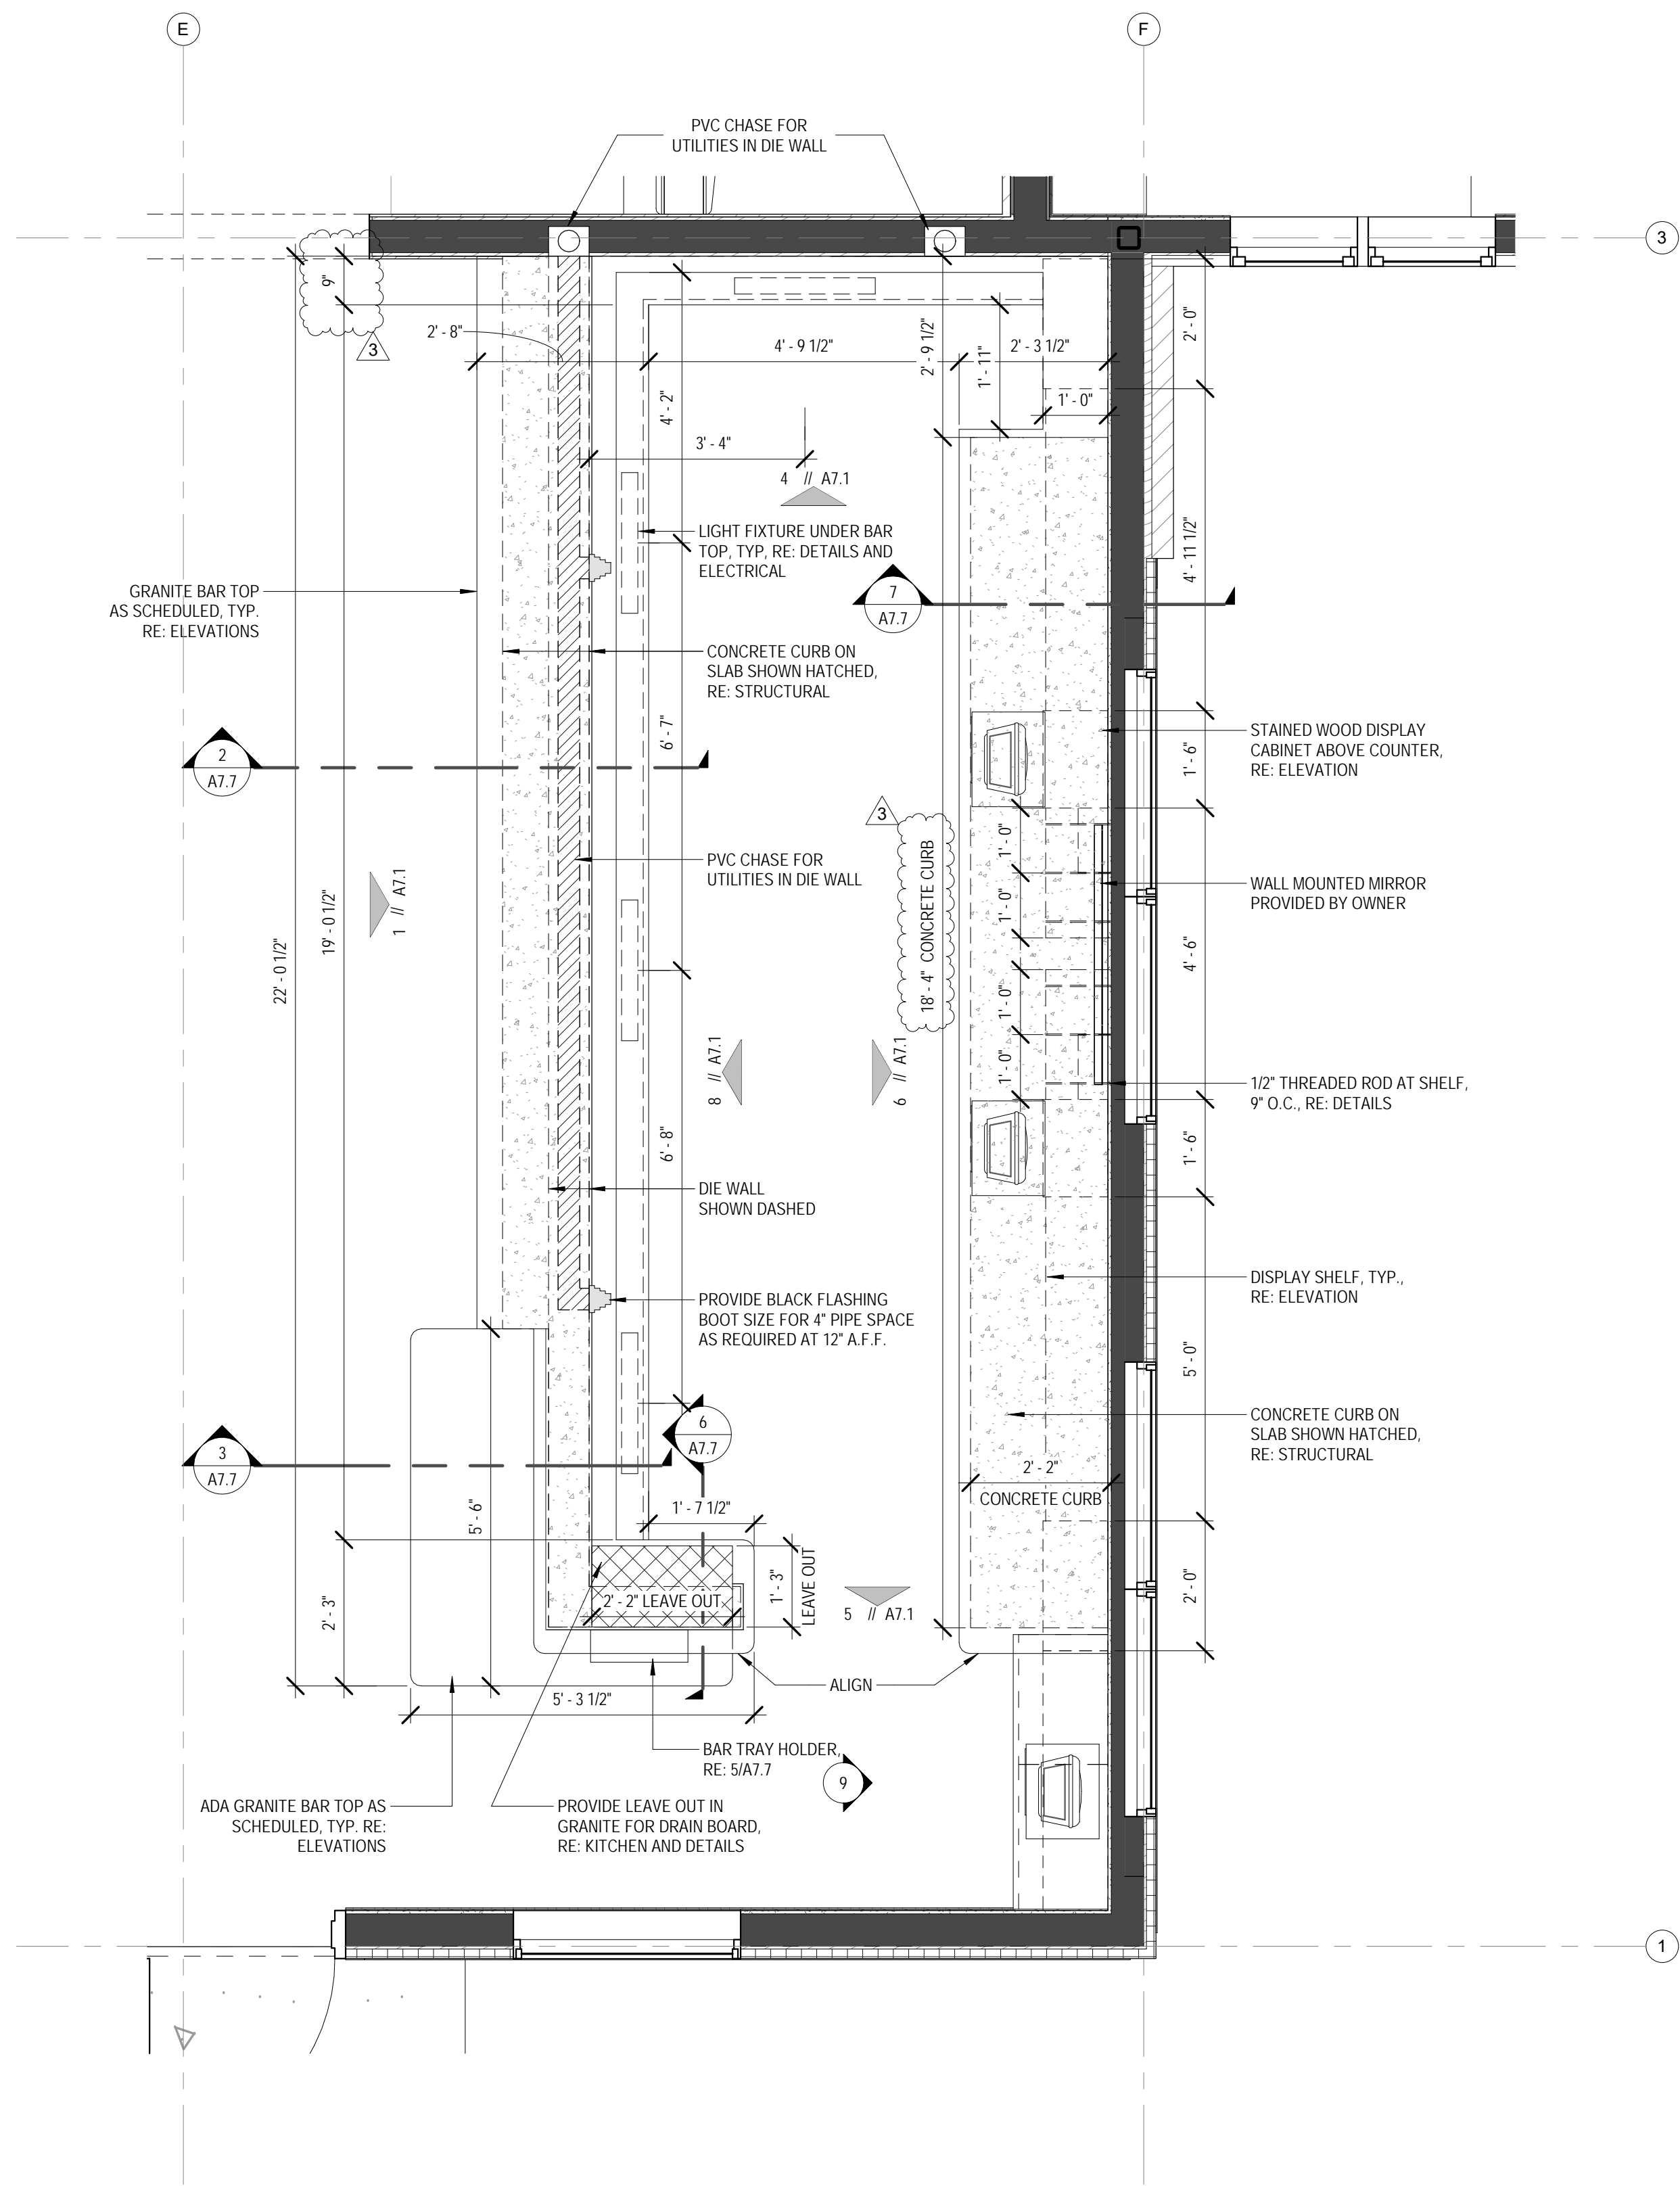 E
F
PVC CHASE FOR
UTILITIES IN DIE WALL
3
9"
3
2' - 8"
4' - 9 1/2"
2' - 9 1/2"
1' - 11"
2' - 3 1/2"
2' - 0"
1' - 0"
4' - 2"
3' - 4"
4 // A7.1
LIGHT FIXTURE UNDER BAR
TOP, TYP, RE: DETAILS AND
ELECTRICAL
4' - 11 1/2"
7
A7.7
GRANITE BAR TOP
AS SCHEDULED, TYP.
RE: ELEVATIONS
CONCRETE CURB ON
SLAB SHOWN HATCHED,
RE: STRUCTURAL
6' - 7"
2
A7.7
STAINED WOOD DISPLAY
CABINET ABOVE COUNTER,
RE: ELEVATION
1' - 6"
3
18' - 4" CONCRETE CURB
1' - 0"
1' - 0"
1' - 0"
1' - 0"
PVC CHASE FOR
UTILITIES IN DIE WALL
WALL MOUNTED MIRROR
PROVIDED BY OWNER
1 // A7.1
19' - 0 1/2"
22' - 0 1/2"
4' - 6"
8 // A7.1
6 // A7.1
1/2" THREADED ROD AT SHELF,
9" O.C., RE: DETAILS
6' - 8"
1' - 6"
DIE WALL
SHOWN DASHED
DISPLAY SHELF, TYP.,
RE: ELEVATION
PROVIDE BLACK FLASHING
BOOT SIZE FOR 4" PIPE SPACE
AS REQUIRED AT 12" A.F.F.
5' - 0"
6
A7.7
CONCRETE CURB ON
SLAB SHOWN HATCHED,
RE: STRUCTURAL
3
A7.7
2' - 2"
CONCRETE CURB
5' - 6"
1' - 7 1/2"
1' - 3"
LEAVE OUT
2' - 2" LEAVE OUT
2' - 3"
5 // A7.1
2' - 0"
ALIGN
5' - 3 1/2"
BAR TRAY HOLDER,
RE: 5/A7.7
9
ADA GRANITE BAR TOP AS
SCHEDULED, TYP. RE:
ELEVATIONS
PROVIDE LEAVE OUT IN
GRANITE FOR DRAIN BOARD,
RE: KITCHEN AND DETAILS
1